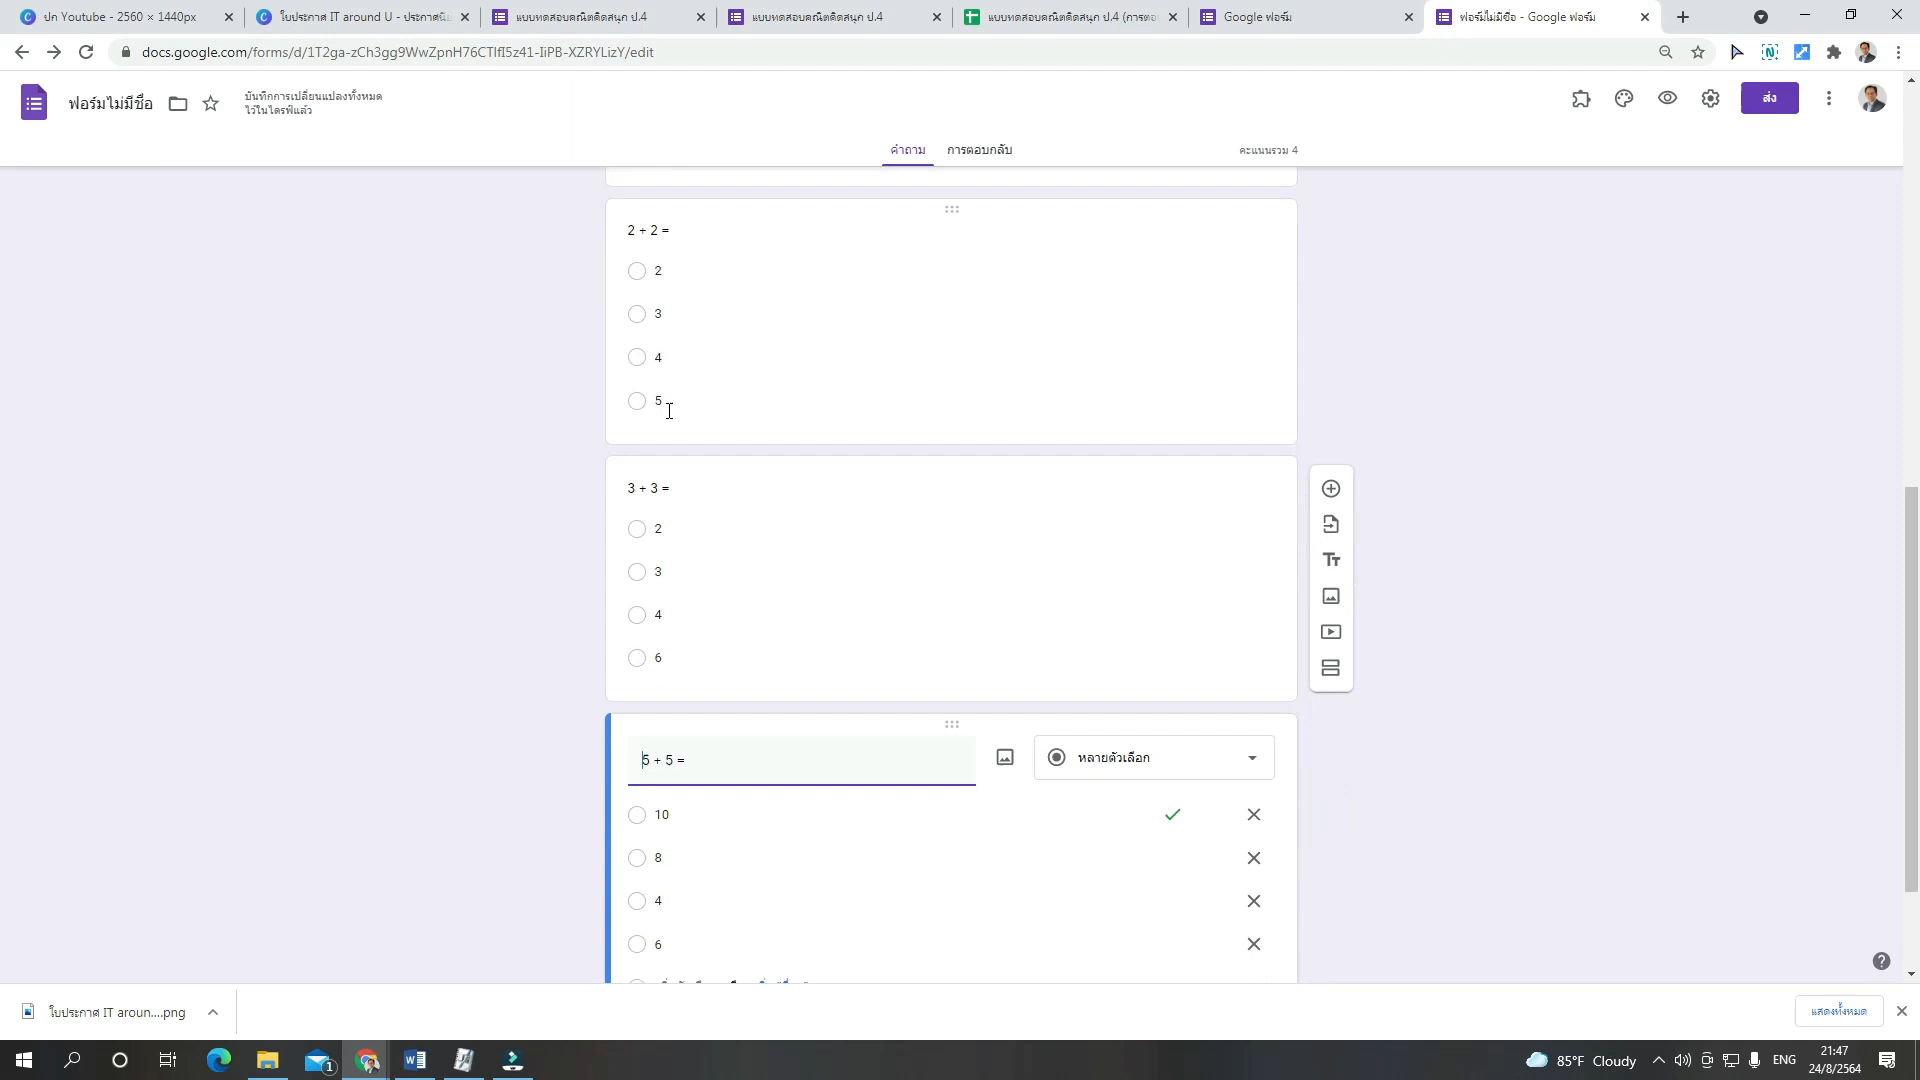 ปก Youtube - 2560 × 1440px
ใบประกาศ IT around U - ประกาศนีย
แบบทดสอบคณิตคิดสนุก ป.4
แบบทดสอบคณิตคิดสนุก ป.4
แบบทดสอบคณิตคิดสนุก ป.4 (การตอบ
Google ฟอร์ม
ฟอร์มไม่มีชื่อ - Google ฟอร์ม
docs.google.com/forms/d/1T2ga-zCh3gg9WwZpnH76CTlfI5z41-IiPB-XZRYLizY/edit
ฟอร์มไม่มีชื่อ
บันทึกการเปลี่ยนแปลงทั้งหมด
ไว้ในไดรฟ์แล้ว
ส่ง
คำถาม
การตอบกลับ
คะแนนรวม 4
2 + 2 =
2
3
4
5
3 + 3 =
2
3
4
6
5 + 5 =
หลายตัวเลือก
10
8
4
6
ใบประกาศ IT aroun....png
แสดงทั้งหมด
1
85°F Cloudy
ENG
21:47
24/8/2564